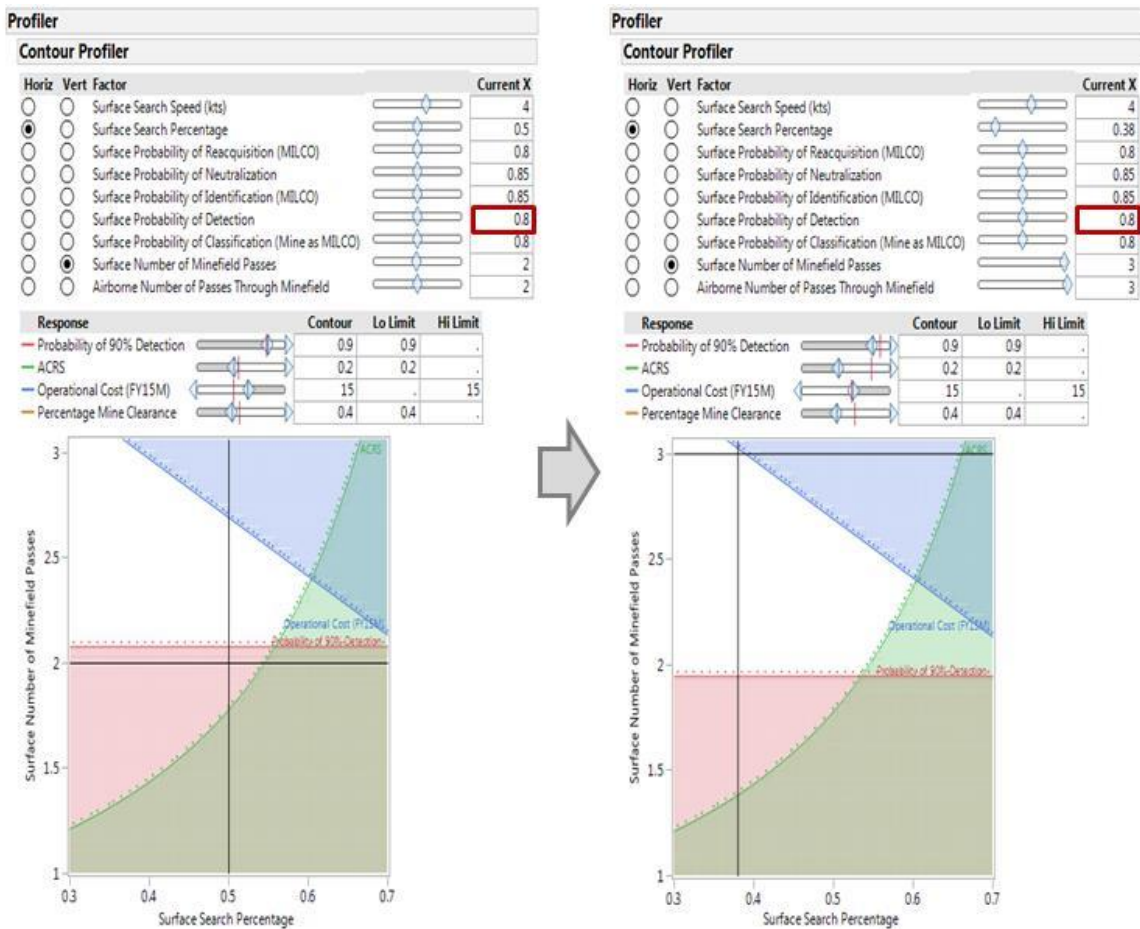 Profiler
Contour Profiler
Horiz Vert Factor Current X
Surface Search Speed (kts) 4
Surface Search Percentage 0.5
Surface Probability of Reacquisition (MILCO) 0.8
Surface Probability of Neutralization 0.85
Surface Probability of Identification (MILCO) 0.85
Surface Probability of Detection 0.8
Surface Probability of Classification (Mine as MILCO) 0.8
Surface Number of Minefield Passes 2
Airborne Number of Passes Through Minefield 2
Response Contour Lo Limit Hi Limit
Probability of 90% Detection 0.9 0.9 .
ACRS 0.2 0.2 .
Operational Cost (FY15M) 15 . 15
Percentage Mine Clearance 0.4 0.4 .
3
ACRS
2.5
Operational Cost (FY15M)
Probability of 90%-Detection
2
1.5
1
Surface Number of Minefield Passes
0.3 0.4 0.5 0.6 0.7
Surface Search Percentage
Profiler
Contour Profiler
Horiz Vert Factor Current X
Surface Search Speed (kts) 4
Surface Search Percentage 0.38
Surface Probability of Reacquisition (MILCO) 0.8
Surface Probability of Neutralization 0.85
Surface Probability of Identification (MILCO) 0.85
Surface Probability of Detection 0.8
Surface Probability of Classification (Mine as MILCO) 0.8
Surface Number of Minefield Passes 3
Airborne Number of Passes Through Minefield 3
Response Contour Lo Limit Hi Limit
Probability of 90% Detection 0.9 0.9 .
ACRS 0.2 0.2 .
Operational Cost (FY15M) 15 . 15
Percentage Mine Clearance 0.4 0.4 .
3
ACRS
2.5
Operational Cost (FY15M)
2
Probability of 90%-Detection
1.5
1
Surface Number of Minefield Passes
0.3 0.4 0.5 0.6 0.7
Surface Search Percentage